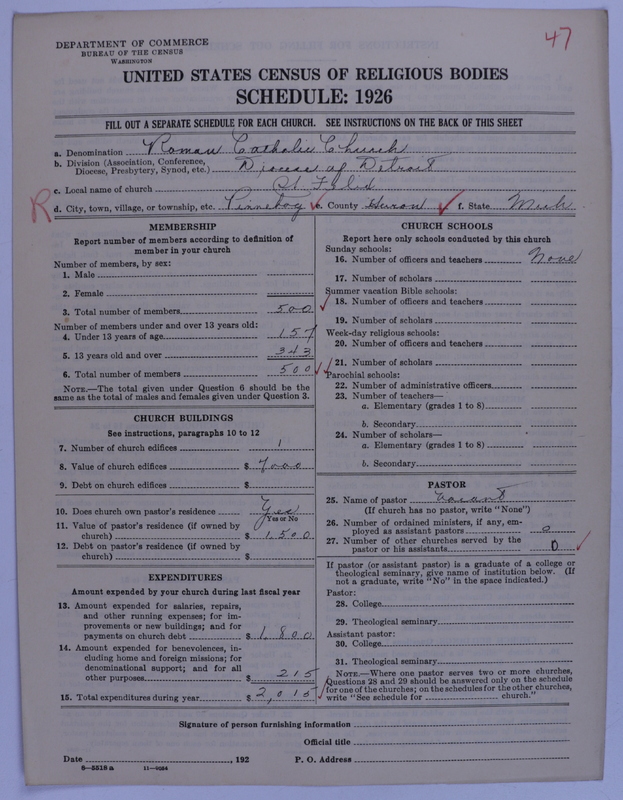 47
DEPARTMENT OF COMMERCE
BUREAU OF THE CENSUS
WASHINGTON
UNITED STATES CENSUS OF RELIGIOUS BODIES
SCHEDULE: 1926
FILL OUT A SEPARATE SCHEDULE FOR EACH CHURCH. SEE INSTRUCTIONS ON THE BACK OF THIS SHEET
a. Denomination Roman Catholic Church
b. Division (Association, Conference, Diocese, Presbytery, Synod, etc.) Diocese of Detroit
c. Local name of church St Felix
R d. City, town, village, or township, etc. Pinnebog e. County Huron f. State Mich
MEMBERSHIP
Report number of members according to definition of member in your church
Number of members, by sex:
1. Male
2. Female
3. Total number of members 500
Number of members under and over 13 years old:
4. Under 13 years of age 157
5. 13 years old and over 343
6. Total number of members 500
NOTE.—The total given under Question 6 should be the same as the total of males and females given under Question 3.
CHURCH BUILDINGS
See instructions, paragraphs 10 to 12
7. Number of church edifices 1
8. Value of church edifices $ 7000
9. Debt on church edifices $
10. Does church own pastor's residence Yes
Yes or No
11. Value of pastor's residence (if owned by church) $ 1,500
12. Debt on pastor's residence (if owned by church) $
EXPENDITURES
Amount expended by your church during last fiscal year
13. Amount expended for salaries, repairs, and other running expenses; for improvements or new buildings; and for payments on church debt $ 1,800
14. Amount expended for benevolences, including home and foreign missions; for denominational support; and for all other purposes $ 215
15. Total expenditures during year $ 2,015
CHURCH SCHOOLS
Report here only schools conducted by this church
Sunday schools:
16. Number of officers and teachers None
17. Number of scholars
Summer vacation Bible schools:
18. Number of officers and teachers
19. Number of scholars
Week-day religious schools:
20. Number of officers and teachers
21. Number of scholars
Parochial schools:
22. Number of administrative officers
23. Number of teachers—
a. Elementary (grades 1 to 8)
b. Secondary
24. Number of scholars—
a. Elementary (grades 1 to 8)
b. Secondary
PASTOR
25. Name of pastor vacant
(If church has no pastor, write "None")
26. Number of ordained ministers, if any, employed as assistant pastors 0
27. Number of other churches served by the pastor or his assistants 0
If pastor (or assistant pastor) is a graduate of a college or theological seminary, give name of institution below. (If not a graduate, write "No" in the space indicated.)
Pastor:
28. College
29. Theological seminary
Assistant pastor:
30. College
31. Theological seminary
NOTE.—Where one pastor serves two or more churches, Questions 28 and 29 should be answered only on the schedule for one of the churches; on the schedules for the other churches, write "See schedule for church."
Signature of person furnishing information
Official title
Date , 192 P. O. Address
8—5518 a 11—9264